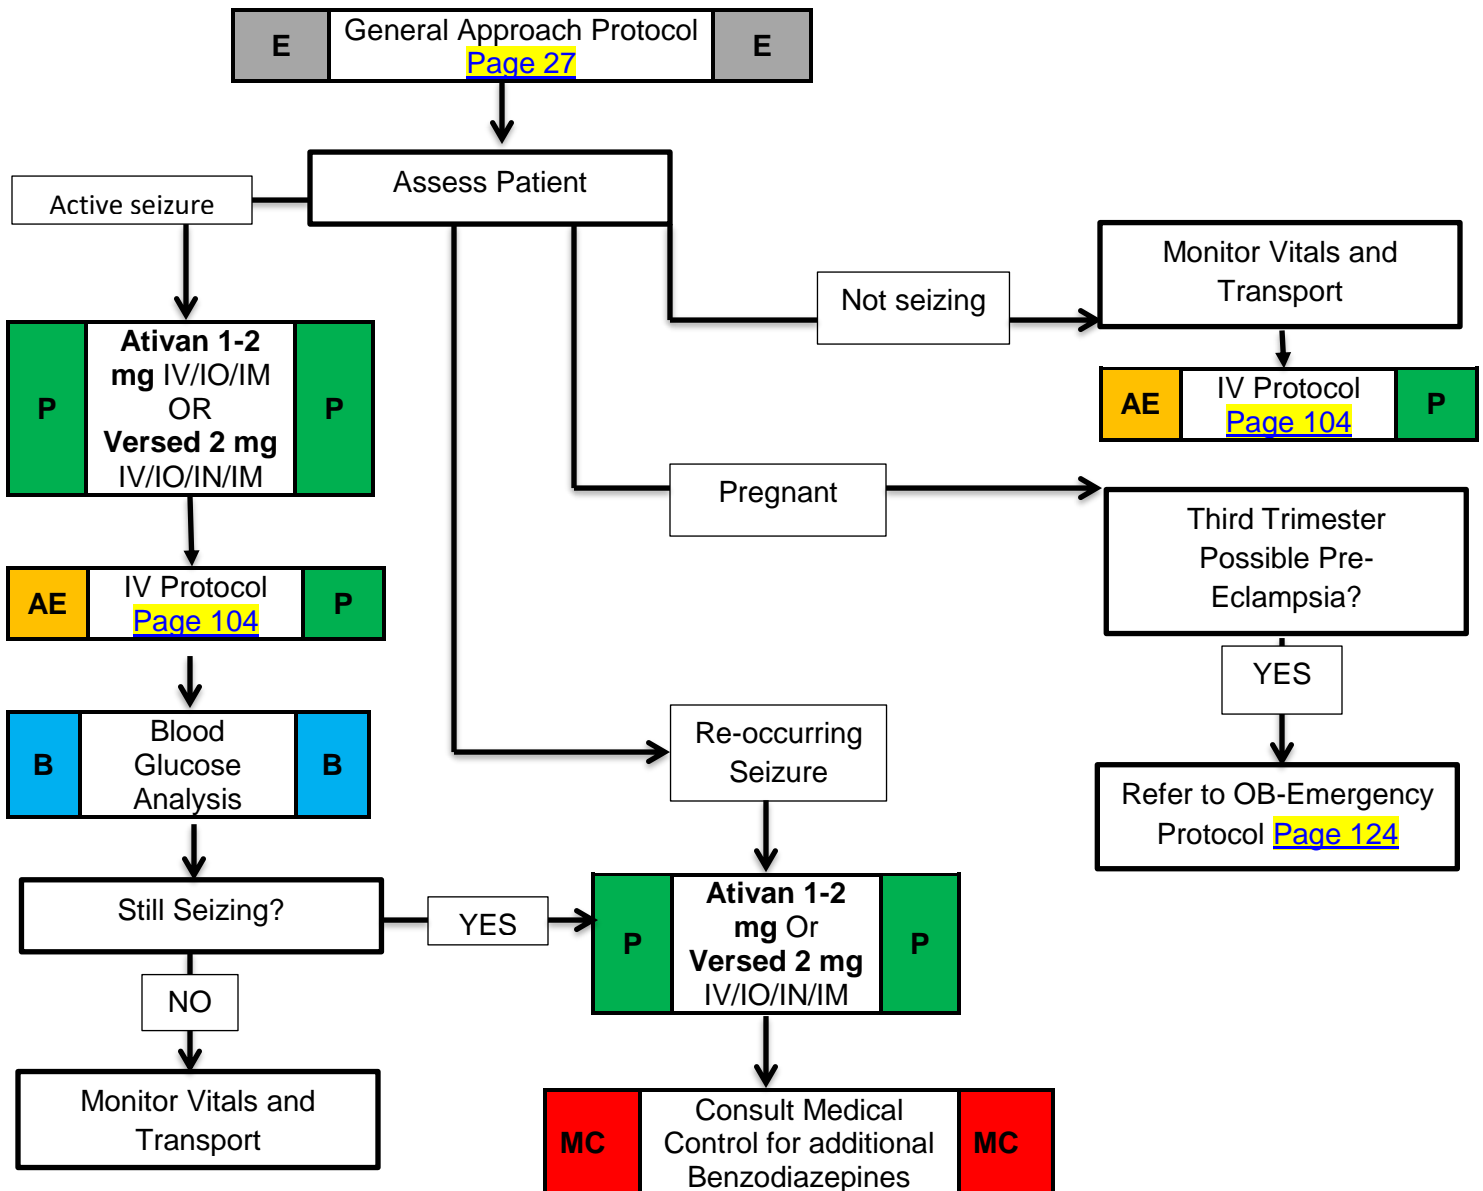 E
General Approach Protocol
Page 27
E
Assess Patient
Active seizure
Not seizing
Monitor Vitals and
Transport
P
Ativan 1-2
mg IV/IO/IM
OR
Versed 2 mg
IV/IO/IN/IM
P
AE
IV Protocol
Page 104
P
Pregnant
Third Trimester
Possible Pre-
Eclampsia?
AE
IV Protocol
Page 104
P
YES
B
Blood
Glucose
Analysis
B
Re-occurring
Seizure
Refer to OB-Emergency
Protocol Page 124
Still Seizing?
YES
P
Ativan 1-2
mg Or
Versed 2 mg
IV/IO/IN/IM
P
NO
Monitor Vitals and
Transport
MC
Consult Medical
Control for additional
Benzodiazepines
MC